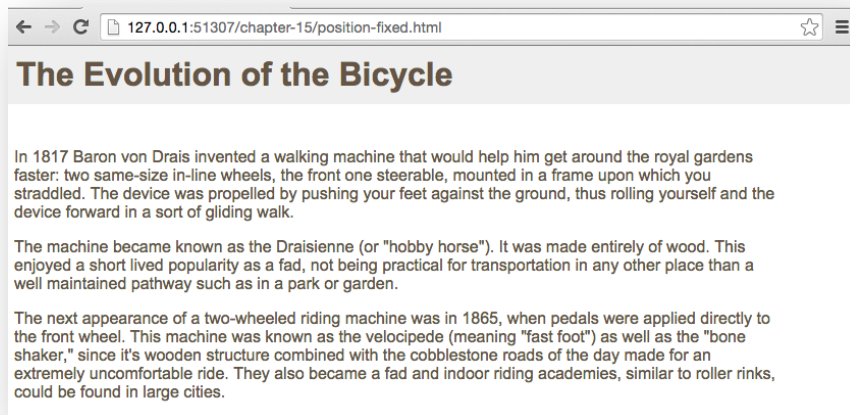 127.0.0.1:51307/chapter-15/position-fixed.html
The Evolution of the Bicycle
In 1817 Baron von Drais invented a walking machine that would help him get around the royal gardens
faster: two same-size in-line wheels, the front one steerable, mounted in a frame upon which you
straddled. The device was propelled by pushing your feet against the ground, thus rolling yourself and the
device forward in a sort of gliding walk.
The machine became known as the Draisienne (or "hobby horse"). It was made entirely of wood. This
enjoyed a short lived popularity as a fad, not being practical for transportation in any other place than a
well maintained pathway such as in a park or garden.
The next appearance of a two-wheeled riding machine was in 1865, when pedals were applied directly to
the front wheel. This machine was known as the velocipede (meaning "fast foot") as well as the "bone
shaker," since it's wooden structure combined with the cobblestone roads of the day made for an
extremely uncomfortable ride. They also became a fad and indoor riding academies, similar to roller rinks,
could be found in large cities.